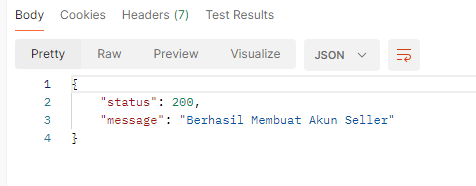 Body Cookies Headers (7) Test Results
Pretty Raw Preview Visualize JSON
1 {
2 "status": 200,
3 "message": "Berhasil Membuat Akun Seller"
4 }